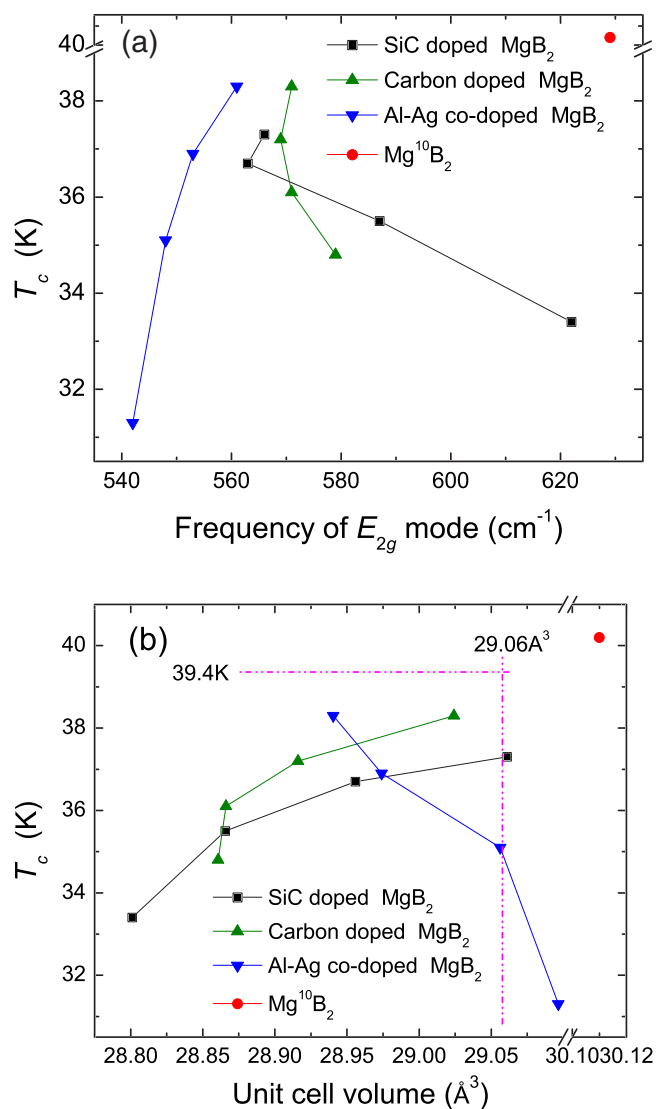 (a)
SiC doped MgB₂
Carbon doped MgB₂
Al-Ag co-doped MgB₂
Mg¹⁰B₂
40
38
36
34
32
T_c (K)
540 560 580 600 620
Frequency of E₂g mode (cm⁻¹)
(b)
29.06A³
39.4K
40
38
36
34
32
T_c (K)
SiC doped MgB₂
Carbon doped MgB₂
Al-Ag co-doped MgB₂
Mg¹⁰B₂
28.80 28.85 28.90 28.95 29.00 29.05 30.10 30.12
Unit cell volume (Å³)